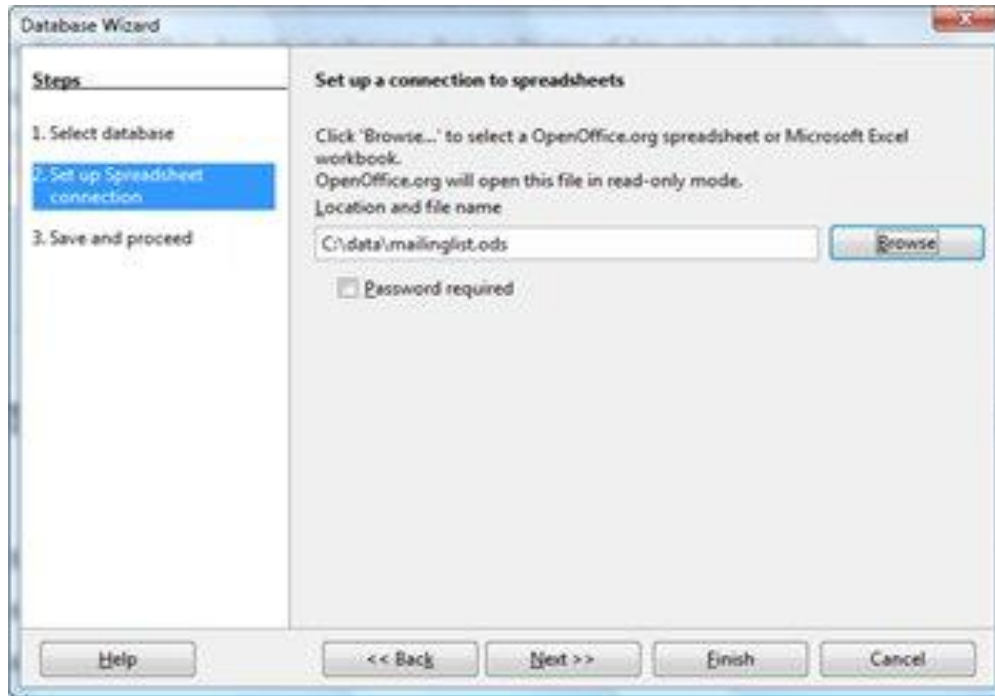 Database Wizard
Steps
1. Select database
2. Set up Spreadsheet
connection
3. Save and proceed
Set up a connection to spreadsheets
Click 'Browse...' to select a OpenOffice.org spreadsheet or Microsoft Excel
workbook.
OpenOffice.org will open this file in read-only mode.
Location and file name
C:\data\mailinglist.ods
Browse
Password required
Help
<< Back
Next >>
Finish
Cancel